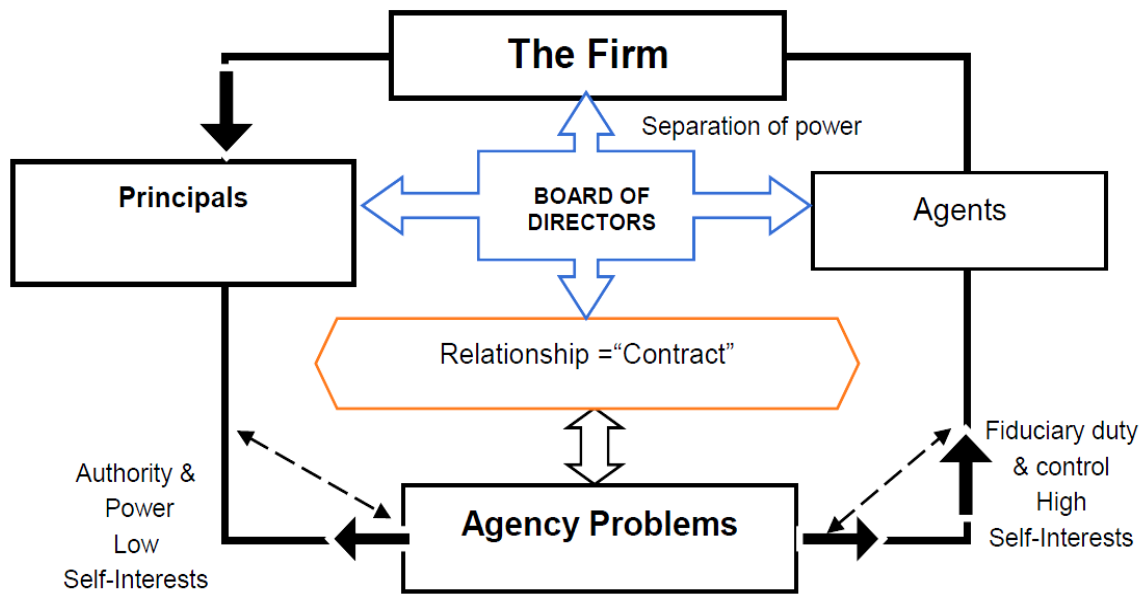 The Firm
Separation of power
Principals
BOARD OF
DIRECTORS
Agents
Relationship =“Contract”
Authority &
Power
Low
Self-Interests
Agency Problems
Fiduciary duty
& control
High
Self-Interests